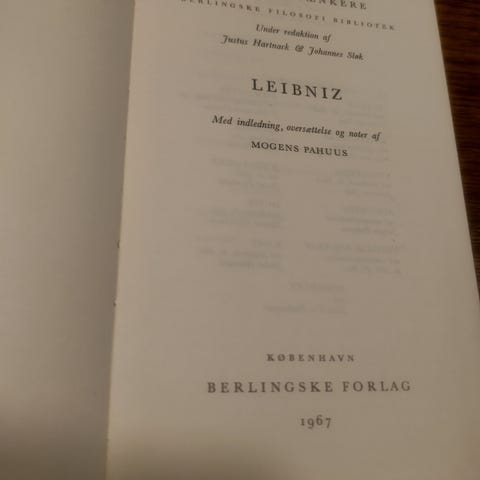 BERLINGSKE FILOSOFI BIBLIOTEK
Under redaktion af
Justus Hartnack & Johannes Sløk
LEIBNIZ
Med indledning, oversættelse og noter af
MOGENS PAHUUS
KØBENHAVN
BERLINGSKE FORLAG
1967